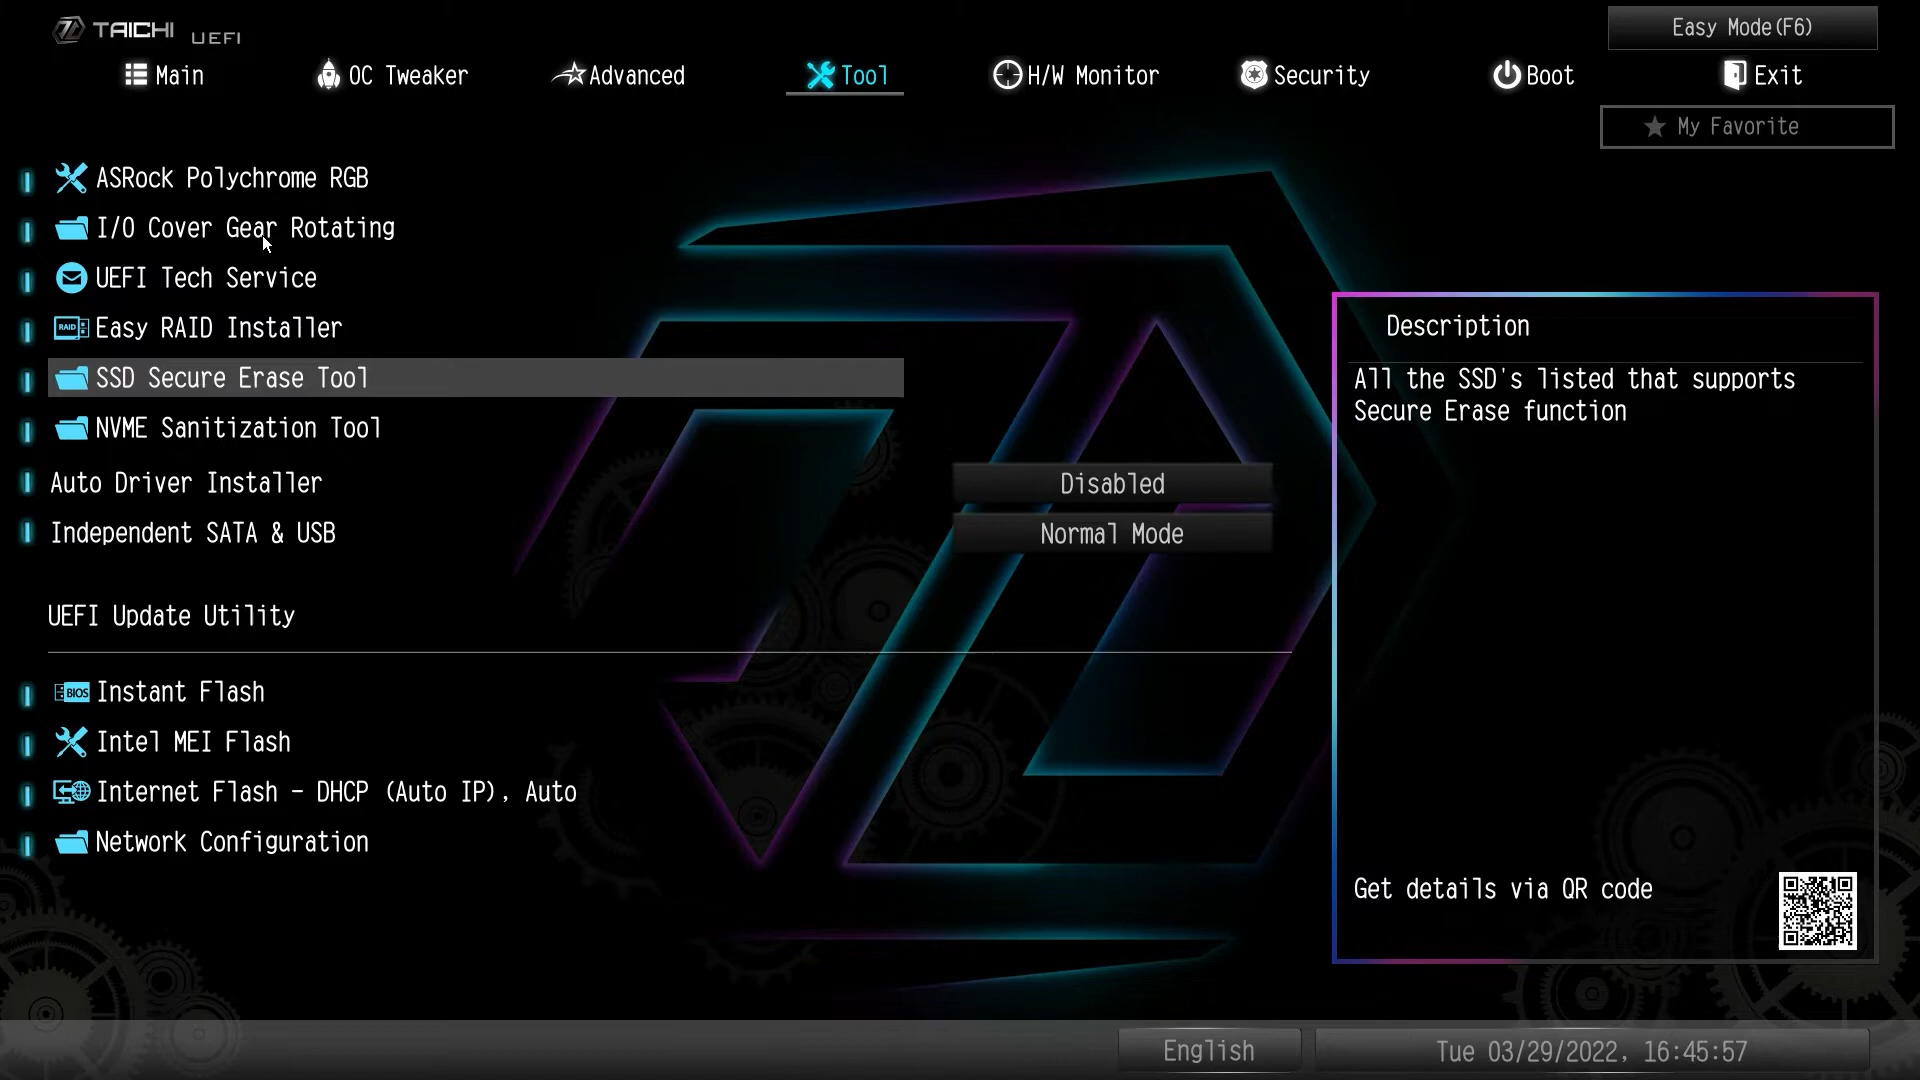 TAICHI UEFI
Easy Mode(F6)
Main OC Tweaker Advanced Tool H/W Monitor Security Boot Exit
My Favorite
ASRock Polychrome RGB
I/O Cover Gear Rotating
UEFI Tech Service
RAID Easy RAID Installer
SSD Secure Erase Tool
NVME Sanitization Tool
Auto Driver Installer Disabled
Independent SATA & USB Normal Mode
UEFI Update Utility
BIOS Instant Flash
Intel MEI Flash
Internet Flash - DHCP (Auto IP), Auto
Network Configuration
Description
All the SSD's listed that supports
Secure Erase function
Get details via QR code
English Tue 03/29/2022, 16:45:57